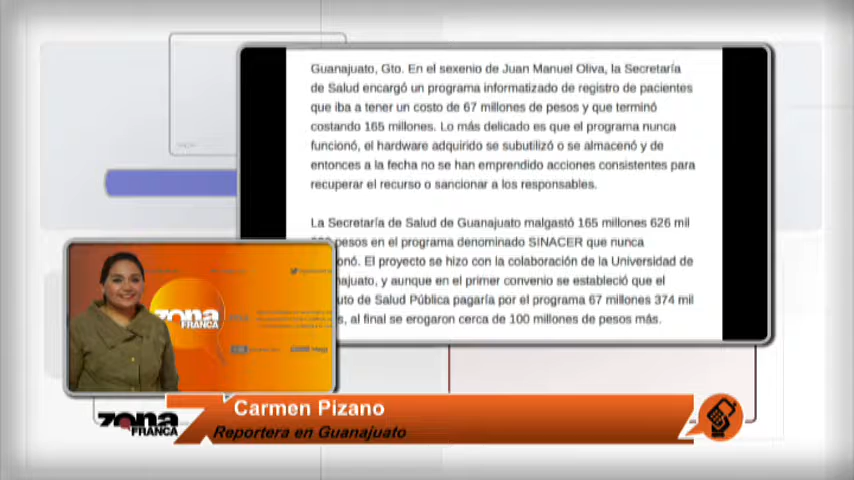 Guanajuato, Gto. En el sexenio de Juan Manuel Oliva, la Secretaría
de Salud encargó un programa informatizado de registro de pacientes
que iba a tener un costo de 67 millones de pesos y que terminó
costando 165 millones. Lo más delicado es que el programa nunca
funcionó, el hardware adquirido se subutilizó o se almacenó y de
entonces a la fecha no se han emprendido acciones consistentes para
recuperar el recurso o sancionar a los responsables.
La Secretaría de Salud de Guanajuato malgastó 165 millones 626 mil
pesos en el programa denominado SINACER que nunca
onó. El proyecto se hizo con la colaboración de la Universidad de
najuato, y aunque en el primer convenio se estableció que el
uto de Salud Pública pagaría por el programa 67 millones 374 mil
s, al final se erogaron cerca de 100 millones de pesos más.
zona
FRANCA
Carmen Pizano
Reportera en Guanajuato
zona
FRANCA